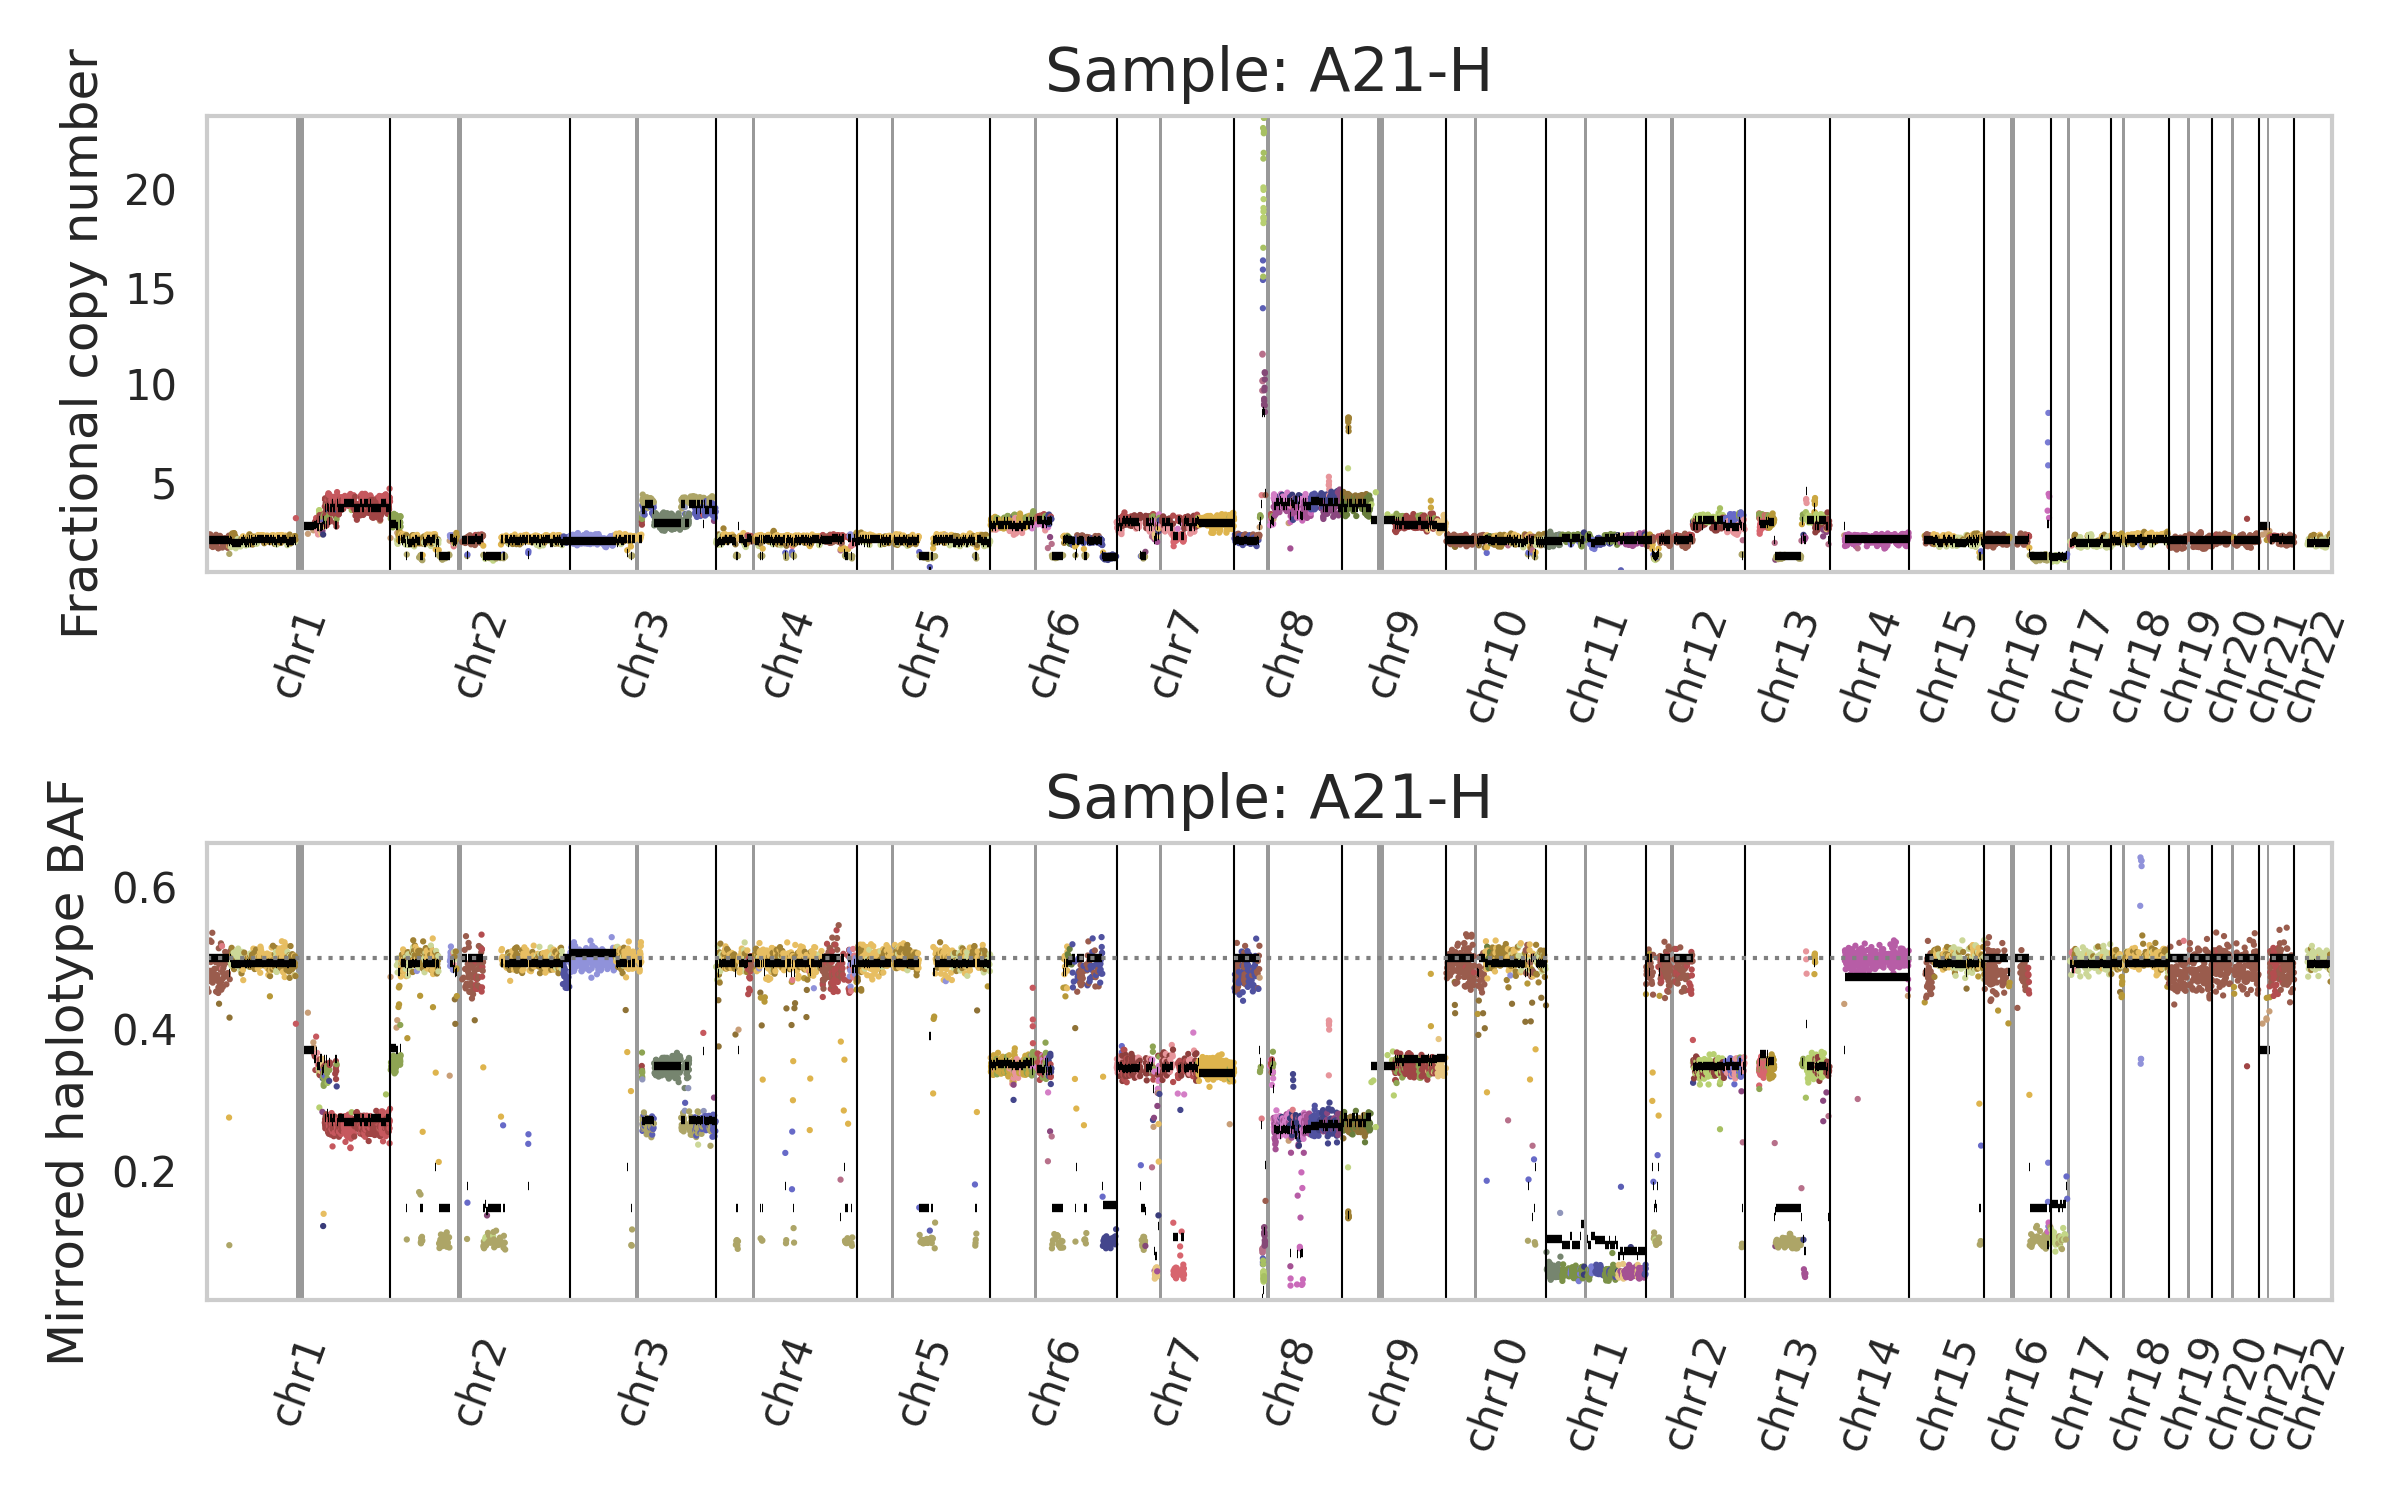 Sample: A21-H
Fractional copy number
20
15
10
5
chr1 chr2 chr3 chr4 chr5 chr6 chr7 chr8 chr9 chr10 chr11 chr12 chr13 chr14 chr15 chr16 chr17 chr18 chr19 chr20 chr21 chr22
Sample: A21-H
Mirrored haplotype BAF
0.6
0.4
0.2
chr1 chr2 chr3 chr4 chr5 chr6 chr7 chr8 chr9 chr10 chr11 chr12 chr13 chr14 chr15 chr16 chr17 chr18 chr19 chr20 chr21 chr22